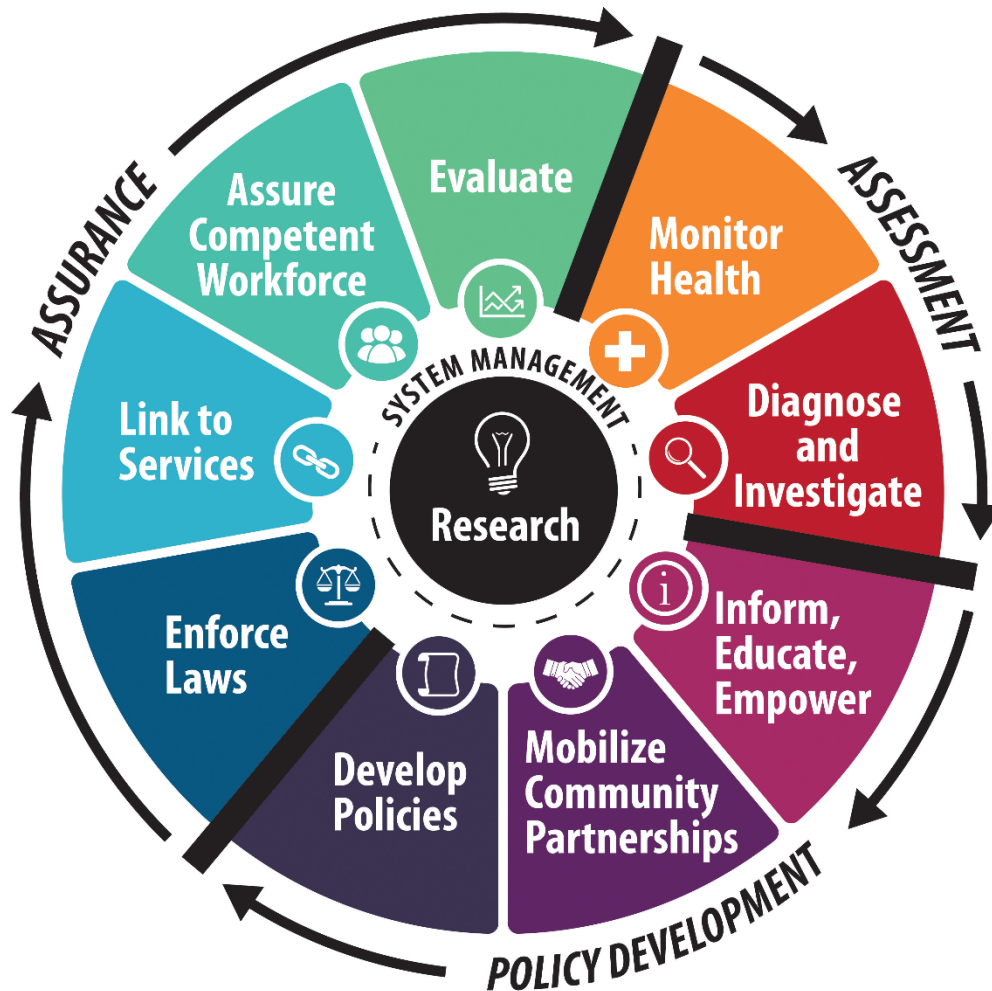 ASSESSMENT
Monitor
Health
Diagnose
and
Investigate
POLICY DEVELOPMENT
Inform,
Educate,
Empower
Mobilize
Community
Partnerships
Develop
Policies
ASSURANCE
Enforce
Laws
Link to
Services
Assure
Competent
Workforce
Evaluate
SYSTEM MANAGEMENT
Research
i